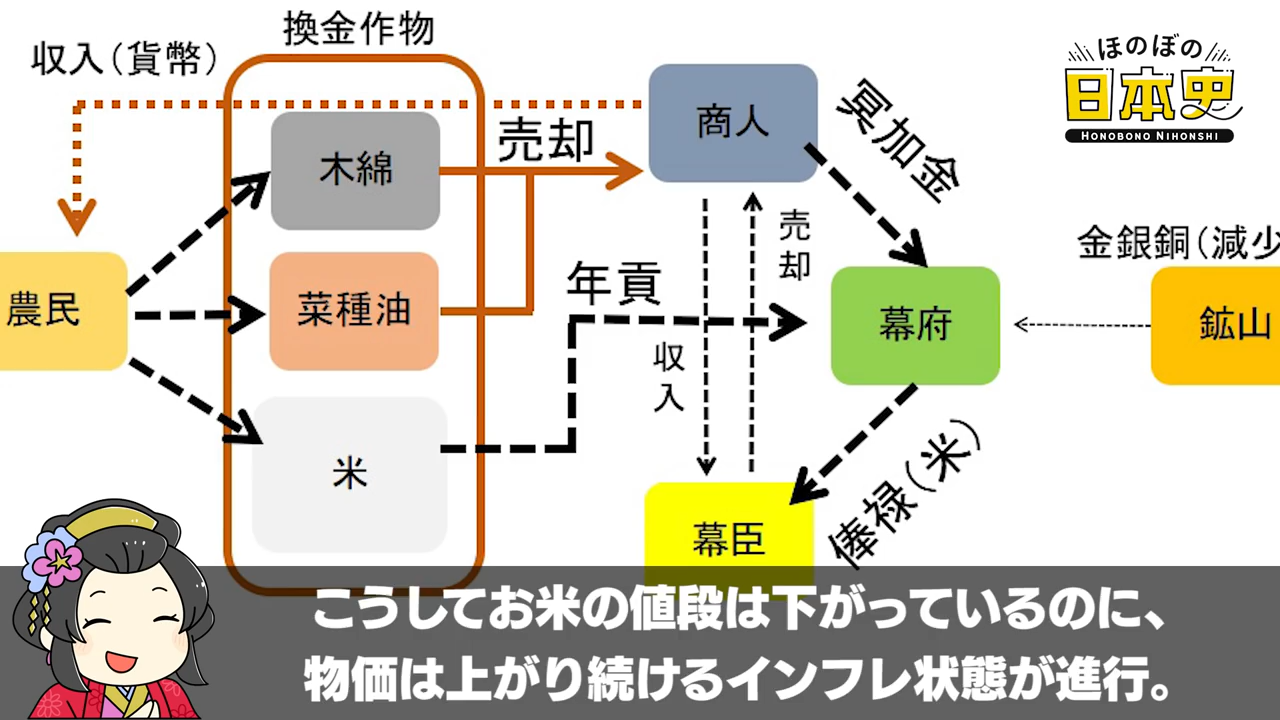 換金作物
収入（貨幣）
ほのぼの
日本史
HONOBONO NIHONSHI
商人
冥加金
木綿
売却
売却
金銀銅（減少
年貢
農民
菜種油
幕府
鉱山
収入
米
俸禄（米）
幕臣
こうしてお米の値段は下がっているのに、
物価は上がり続けるインフレ状態が進行。